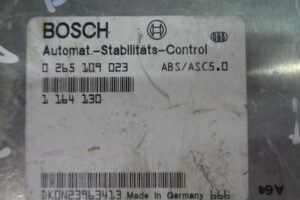 BOSCH
Automat.-Stabilitäts-Control
0 265 109 023 ABS/ASC5.0
1 164 130
DKON23963413 Made in Germany 666
A64